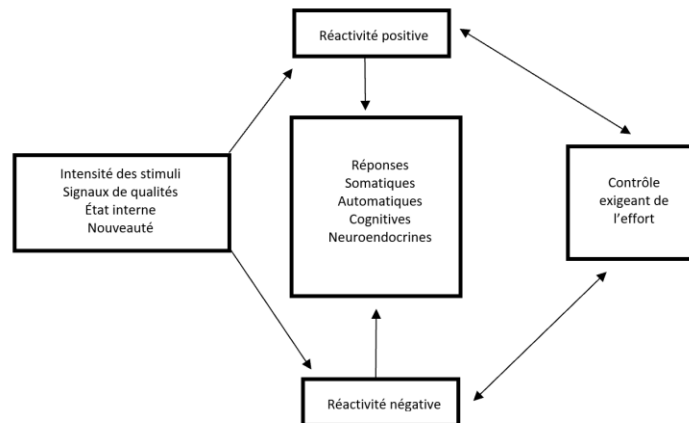 Réactivité positive
Intensité des stimuli
Signaux de qualités
État interne
Nouveauté
Réponses
Somatiques
Automatiques
Cognitives
Neuroendocrines
Contrôle
exigeant de
l'effort
Réactivité négative